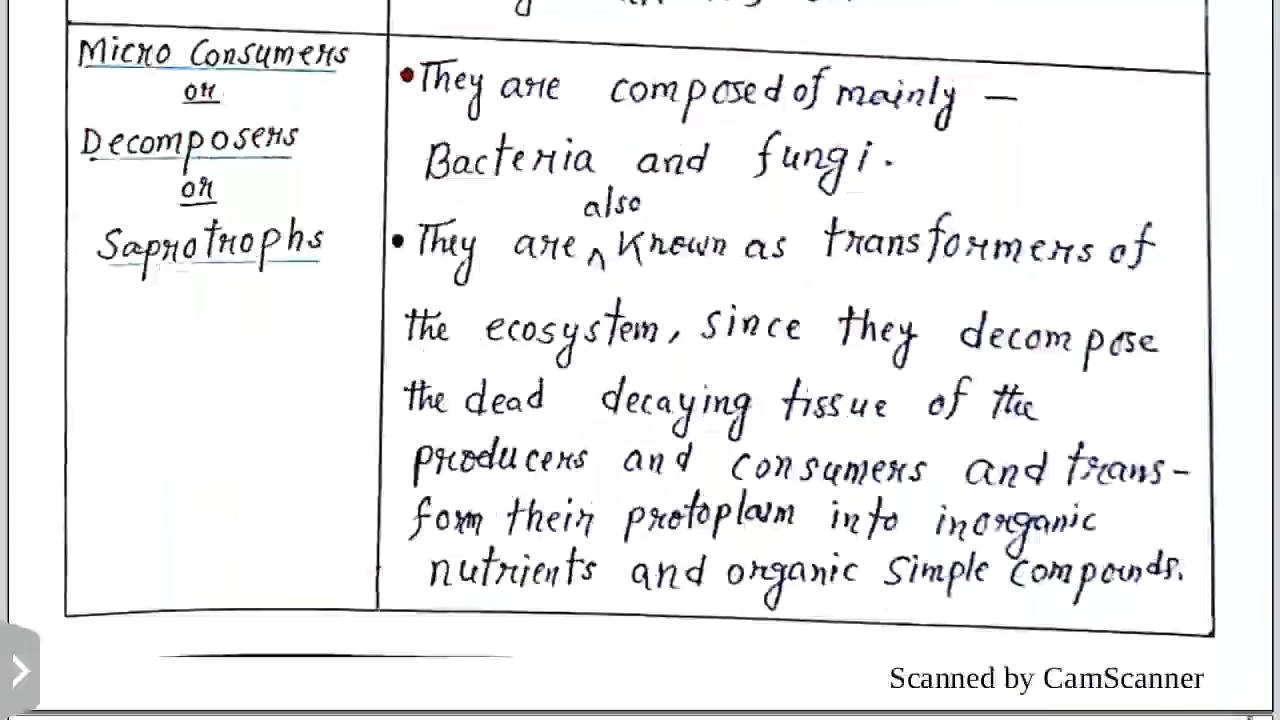 Micro Consumers
or
Decomposers
or
Saprotrophs
• They are composed of mainly —
Bacteria and fungi.
also
• They are ^ Known as transformers of
the ecosystem, since they decompose
the dead decaying tissue of the
producers and consumers and trans-
form their protoplasm into inorganic
nutrients and organic simple compounds.
Scanned by CamScanner